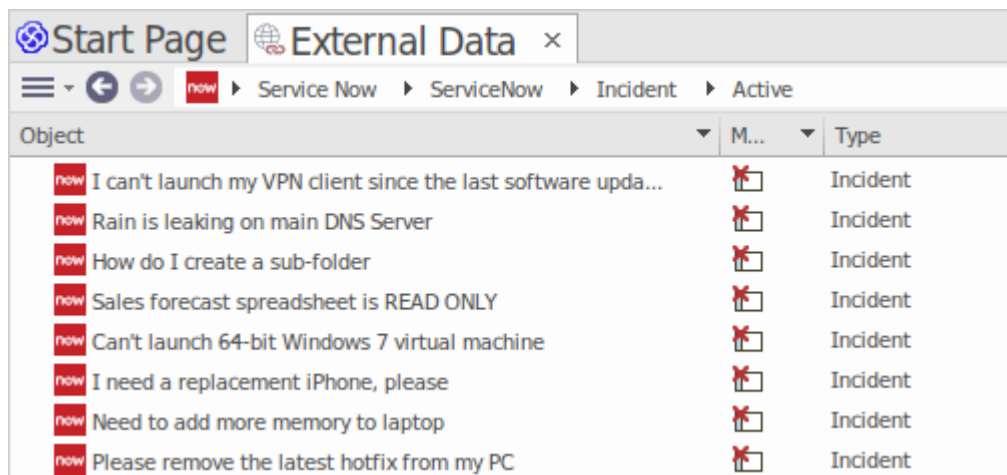 Start Page External Data ×
now Service Now ServiceNow Incident Active
Object M... Type
now I can't launch my VPN client since the last software upda... Incident
now Rain is leaking on main DNS Server Incident
now How do I create a sub-folder Incident
now Sales forecast spreadsheet is READ ONLY Incident
now Can't launch 64-bit Windows 7 virtual machine Incident
now I need a replacement iPhone, please Incident
now Need to add more memory to laptop Incident
now Please remove the latest hotfix from my PC Incident